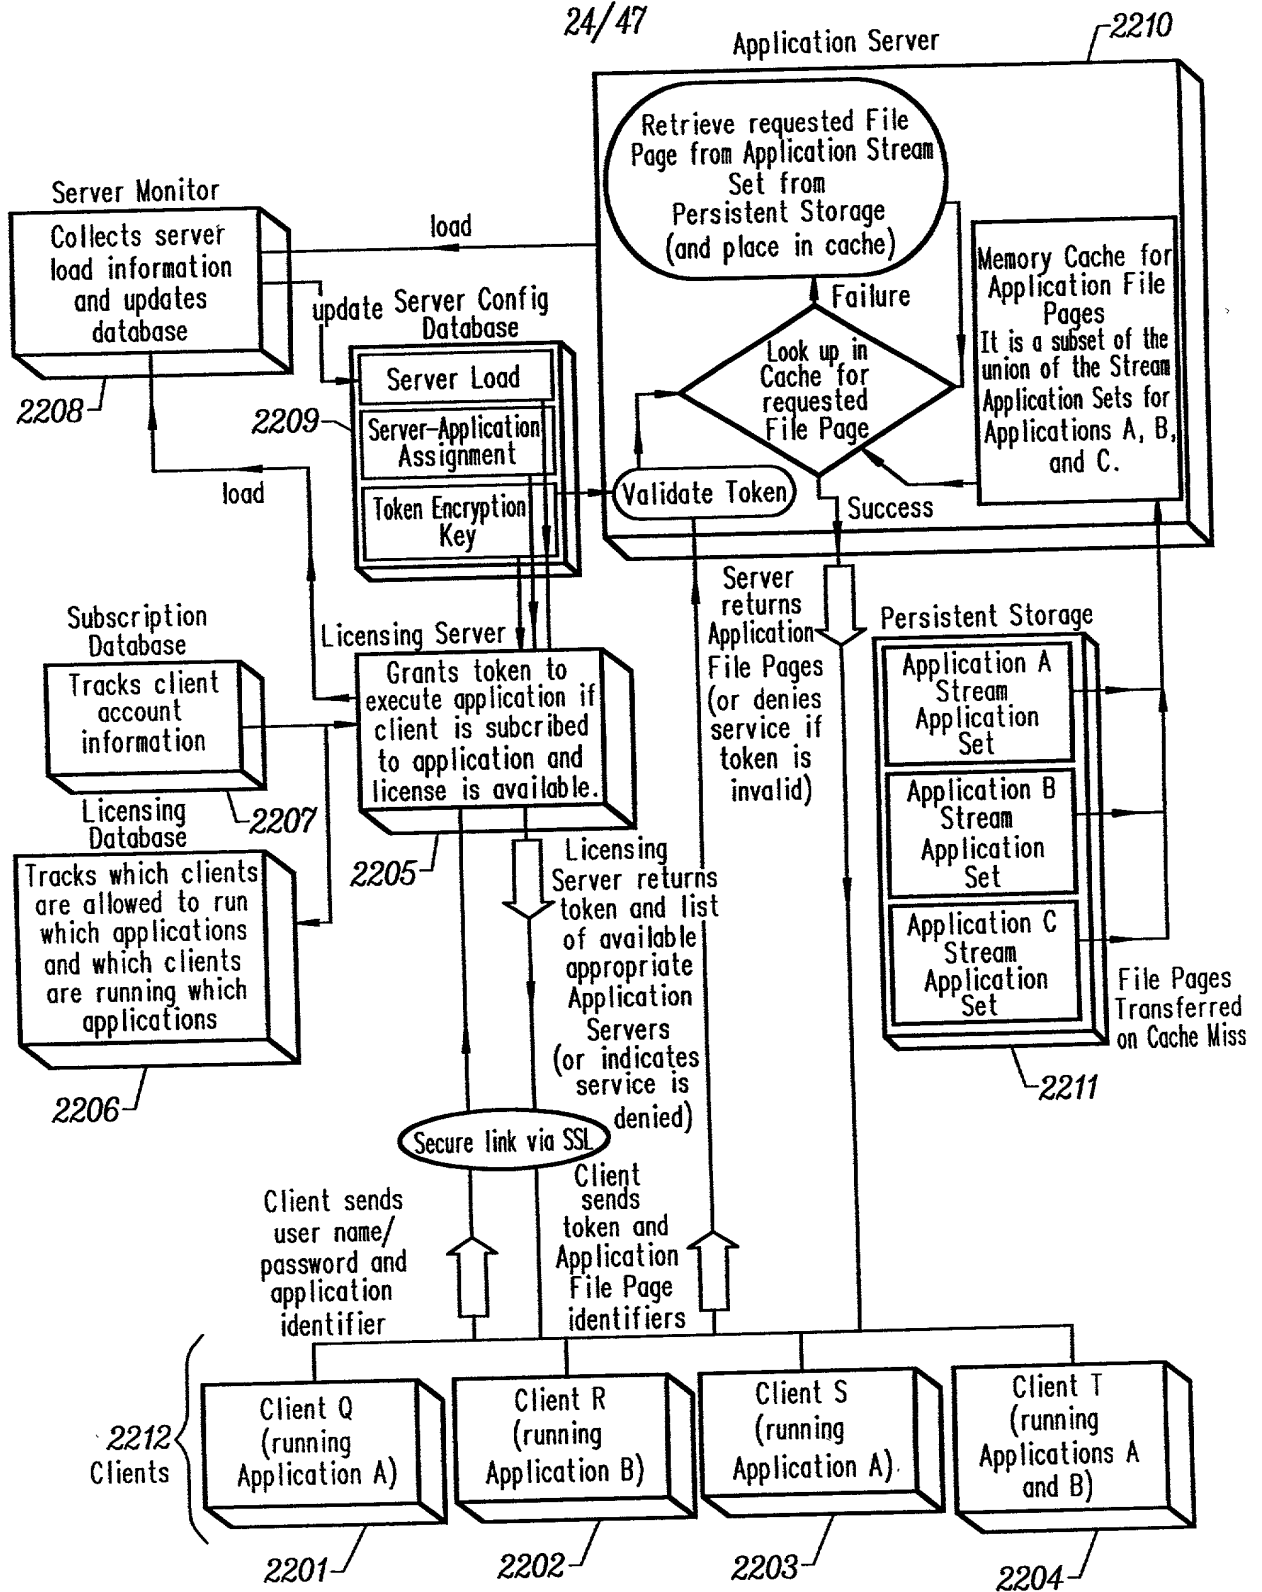 24/47
Application Server
2210
Retrieve requested File
Page from Application Stream
Set from
Persistent Storage
(and place in cache)
Server Monitor
Collects server
load information
and updates
database
2208
load
load
update
Server Config
Database
Server Load
Server-Application
Assignment
Token Encryption
Key
2209
Failure
Look up in
Cache for
requested
File Page
Validate Token
Success
Memory Cache for
Application File
Pages
It is a subset of the
union of the Stream
Application Sets for
Applications A, B,
and C.
Subscription
Database
Tracks client
account
information
2207
Licensing Server
Grants token to
execute application if
client is subcribed
to application and
license is available.
2205
Licensing
Database
Tracks which clients
are allowed to run
which applications
and which clients
are running which
applications
2206
Server
returns
Application
File Pages
(or denies
service if
token is
invalid)
Persistent Storage
Application A
Stream
Application
Set
Application B
Stream
Application
Set
Application C
Stream
Application
Set
2211
File Pages
Transferred
on Cache Miss
Licensing
Server returns
token and list
of available
appropriate
Application
Servers
(or indicates
service is
denied)
Secure link via SSL
Client sends
user name/
password and
application
identifier
Client
sends
token and
Application
File Page
identifiers
2212
Clients
Client Q
(running
Application A)
2201
Client R
(running
Application B)
2202
Client S
(running
Application A)
2203
Client T
(running
Applications A
and B)
2204